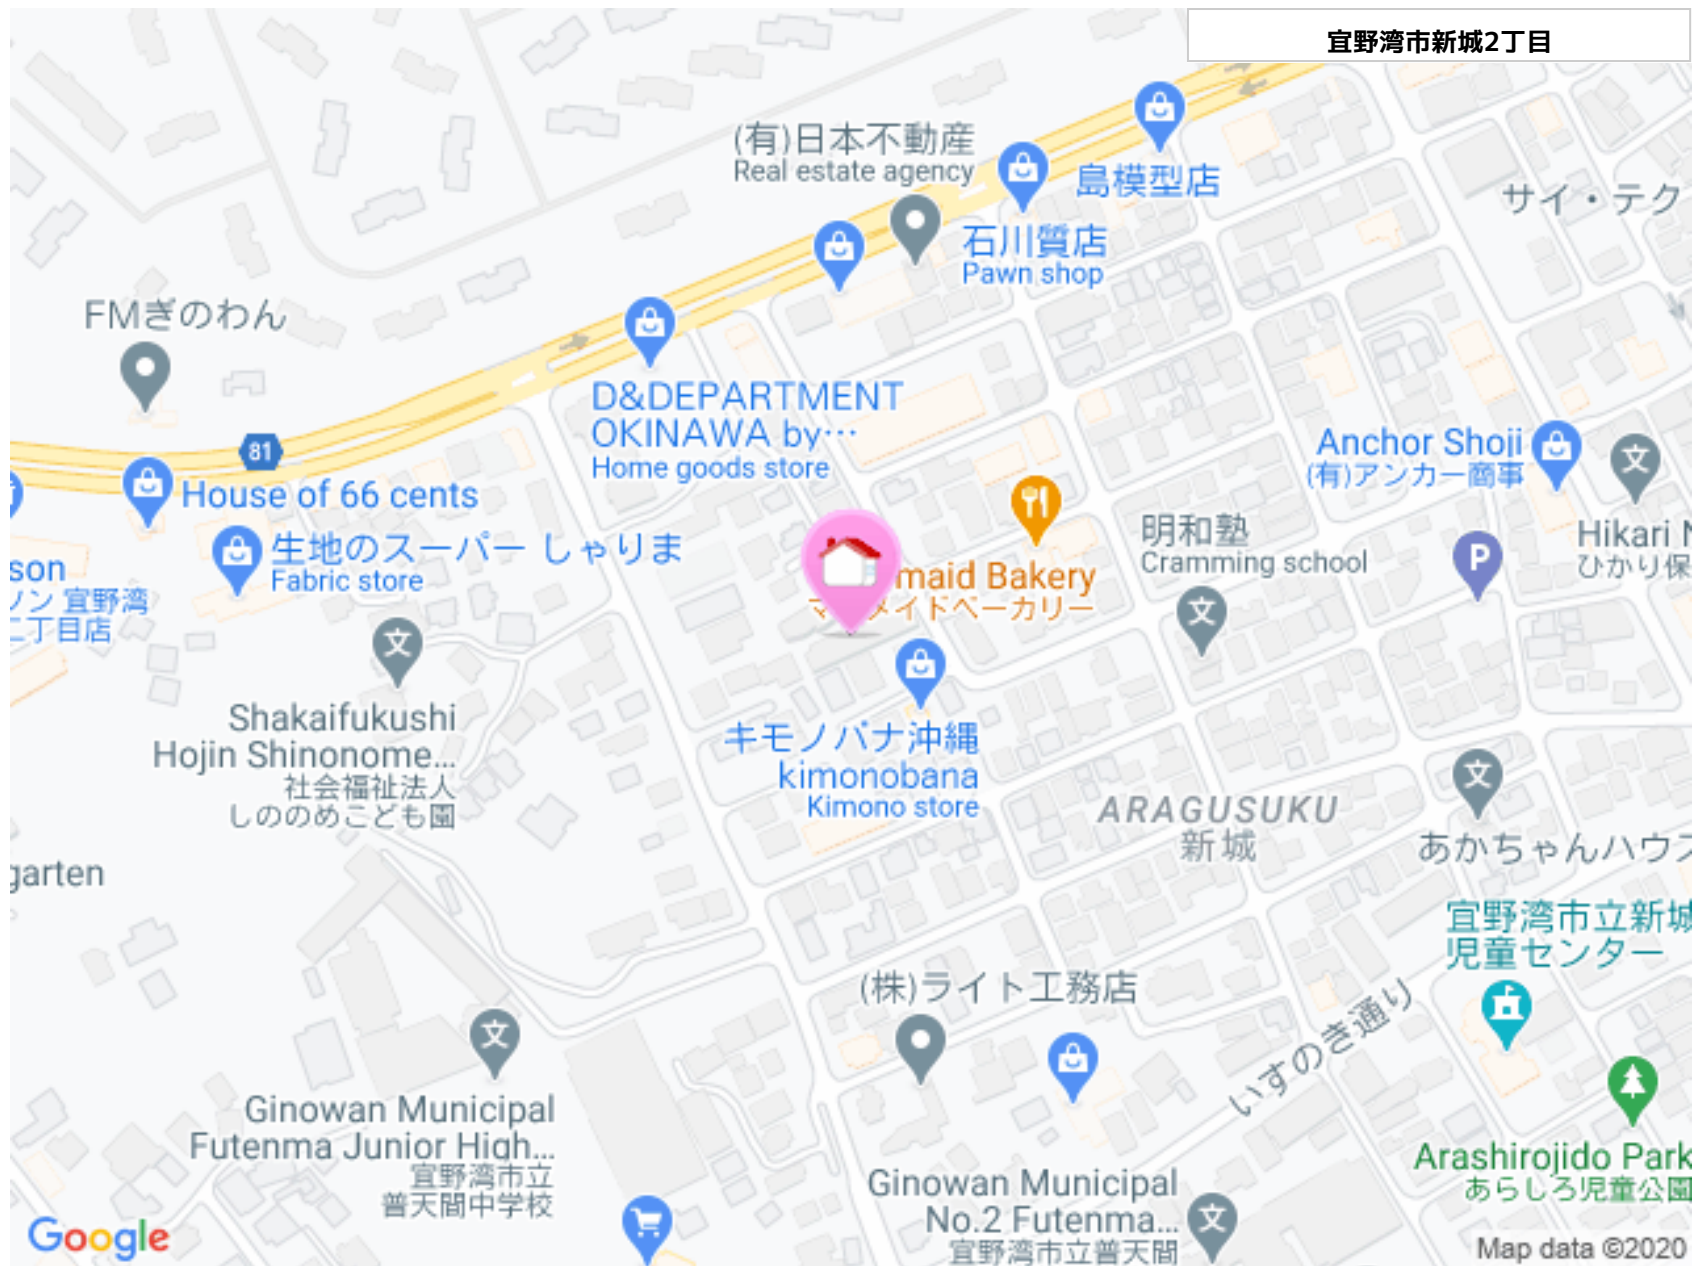 宜野湾市新城2丁目
(有)日本不動産
Real estate agency
島模型店
サイ・テク
石川質店
Pawn shop
FMぎのわん
D&DEPARTMENT
OKINAWA by…
Home goods store
81
House of 66 cents
Anchor Shoji
(有)アンカー商事
生地のスーパー しゃりま
Fabric store
明和塾
Cramming school
P
Hikari
ひかり保
son
ソン 宜野湾
二丁目店
maid Bakery
メイドベーカリー
Shakaifukushi
Hojin Shinonome...
社会福祉法人
しののめこども園
キモノバナ沖縄
kimonobana
Kimono store
ARAGUSUKU
新城
あかちゃんハウス
garten
宜野湾市立新城
児童センター
(株)ライト工務店
いすのき通り
Ginowan Municipal
Futenma Junior High...
宜野湾市立
普天間中学校
Arashirojido Park
あらしろ児童公園
Ginowan Municipal
No.2 Futenma...
宜野湾市立普天間
Google
Map data ©2020